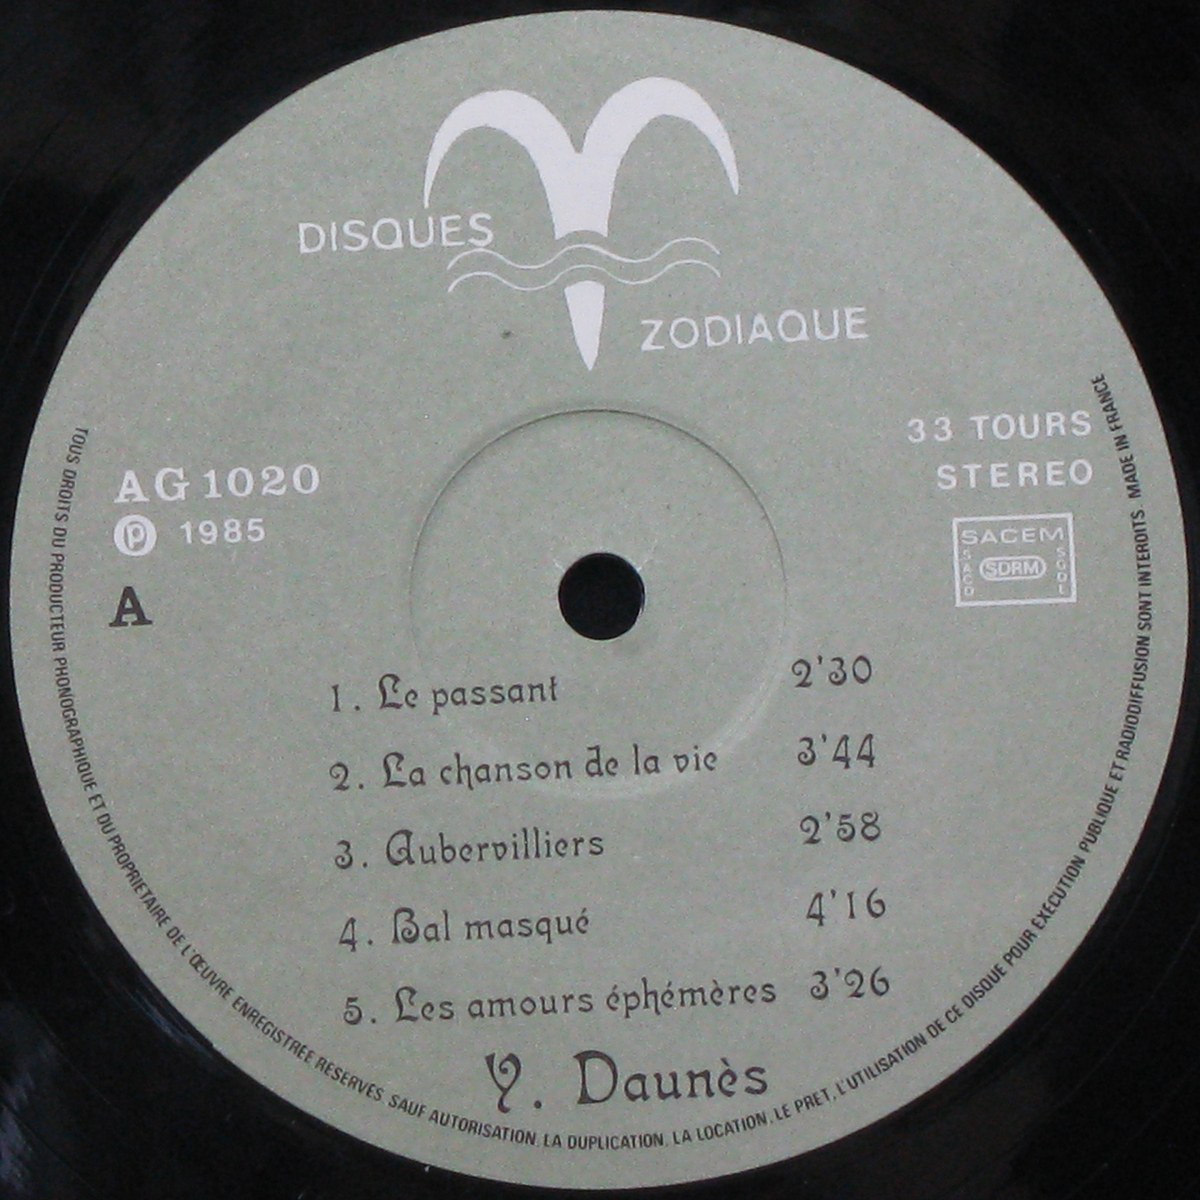 DISQUES
ZODIAQUE
33 TOURS
STEREO
AG 1020
℗ 1985
A
SACEM
SACD
SDRM
SGDL
1. Le passant 2'30
2. La chanson de la vie 3'44
3. Aubervilliers 2'58
4. Bal masqué 4'16
5. Les amours éphémères 3'26
Y. Daunès
TOUS DROITS DU PRODUCTEUR PHONOGRAPHIQUE ET DU PROPRIETAIRE DE L'ŒUVRE ENREGISTRÉE RESERVES SAUF AUTORISATION. LA DUPLICATION. LA LOCATION. LE PRET, L'UTILISATION DE CE DISQUE POUR EXECUTION PUBLIQUE ET RADIODIFFUSION SONT INTERDITS. MADE IN FRANCE